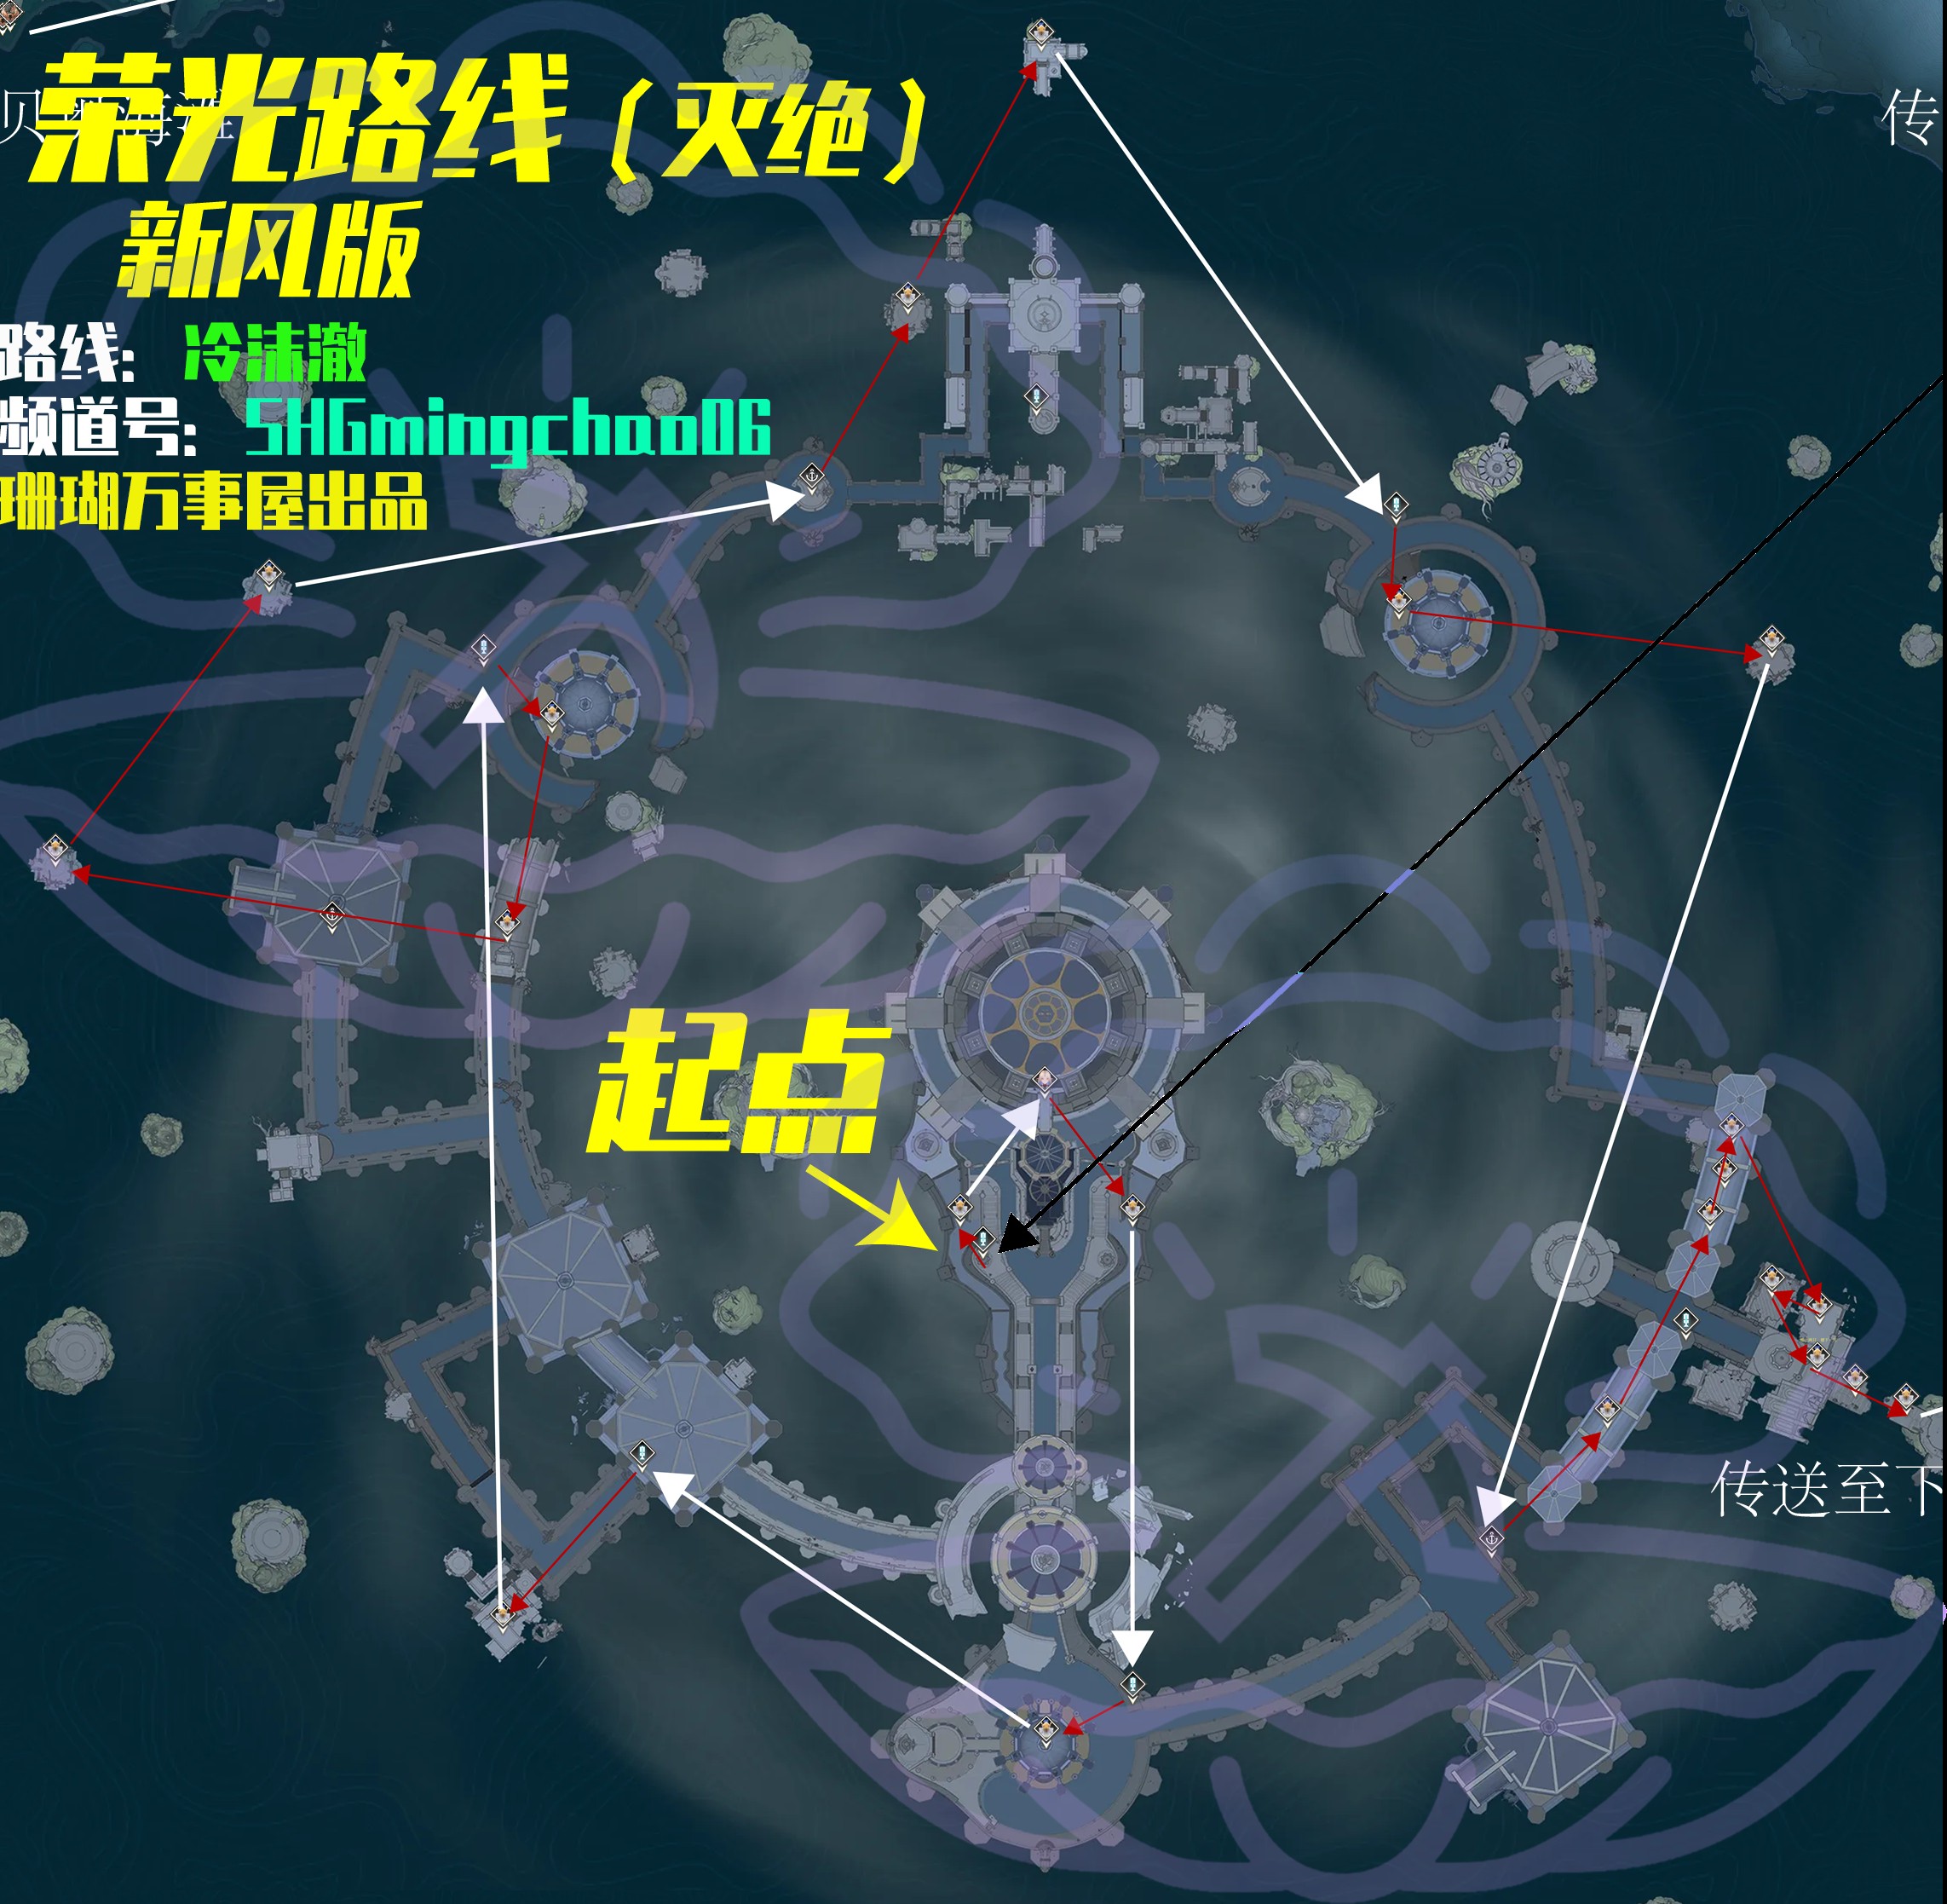 荣光路线（灭绝）
新风版
路线: 冷沫澈
频道号: SHGmingchao06
珊瑚万事屋出品
传
起点
传送至下